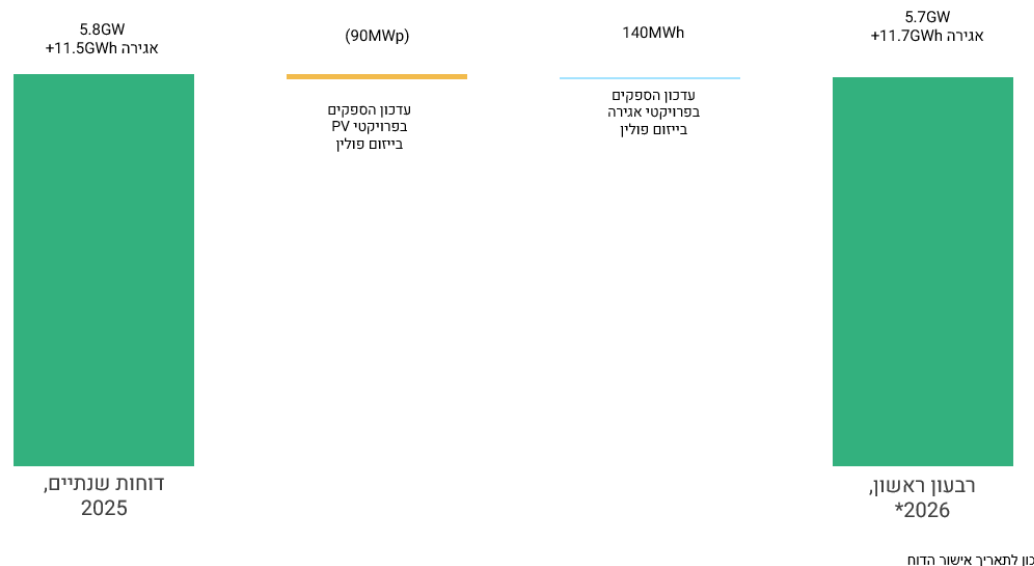 5.8GW
+11.5GWh אגירה
(90MWp)
עדכון הספקים
בפרויקטי PV
בייזום פולין
140MWh
עדכון הספקים
בפרויקטי אגירה
בייזום פולין
5.7GW
+11.7GWh אגירה
דוחות שנתיים,
2025
רבעון ראשון,
2026*
לתאריך אישור הדוח